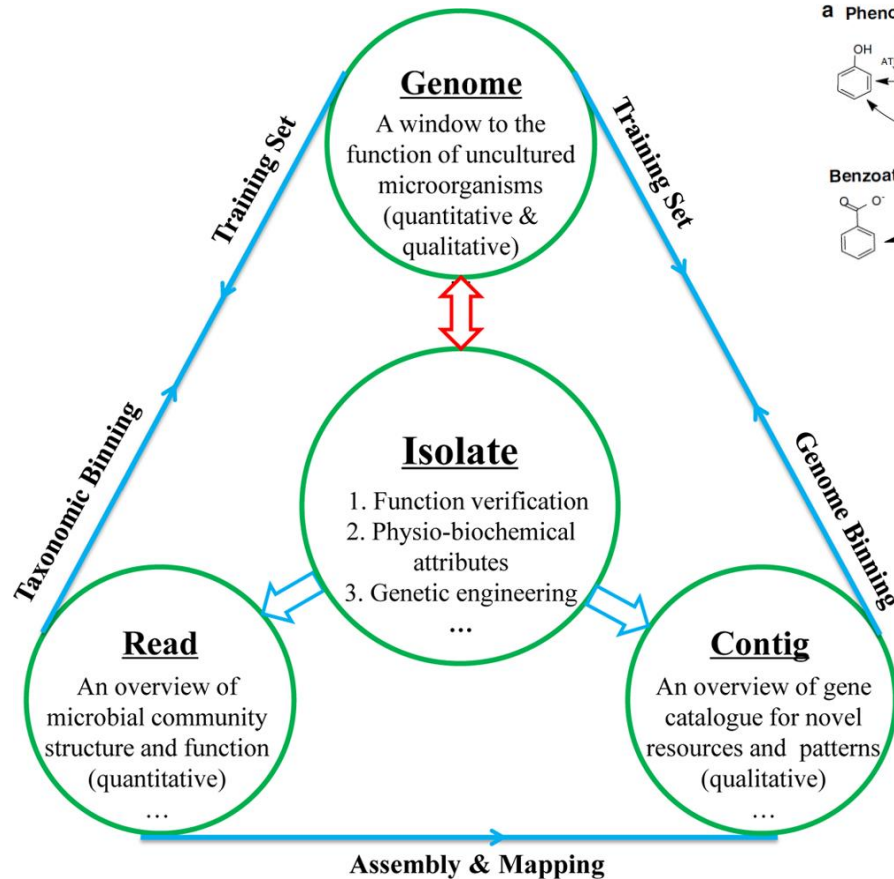 a Pheno
OH
AT
Benzoat
O
O-
Genome
A window to the
function of uncultured
microorganisms
(quantitative &
qualitative)
Training Set
Training Set
Taxonomic Binning
Genome Binning
Isolate
1. Function verification
2. Physio-biochemical
attributes
3. Genetic engineering
...
Read
An overview of
microbial community
structure and function
(quantitative)
...
Contig
An overview of gene
catalogue for novel
resources and patterns
(qualitative)
...
Assembly & Mapping